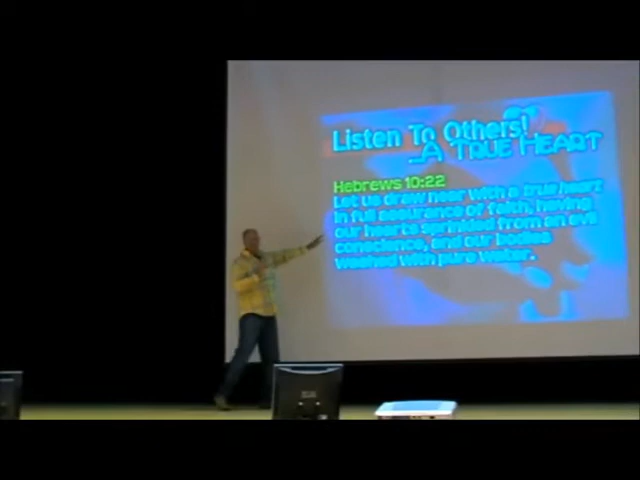 Listen To Others!
...A TRUE HEART
Hebrews 10:22
Let us draw near with a true heart
in full assurance of faith, having
our hearts sprinkled from an evil
conscience, and our bodies
washed with pure water.